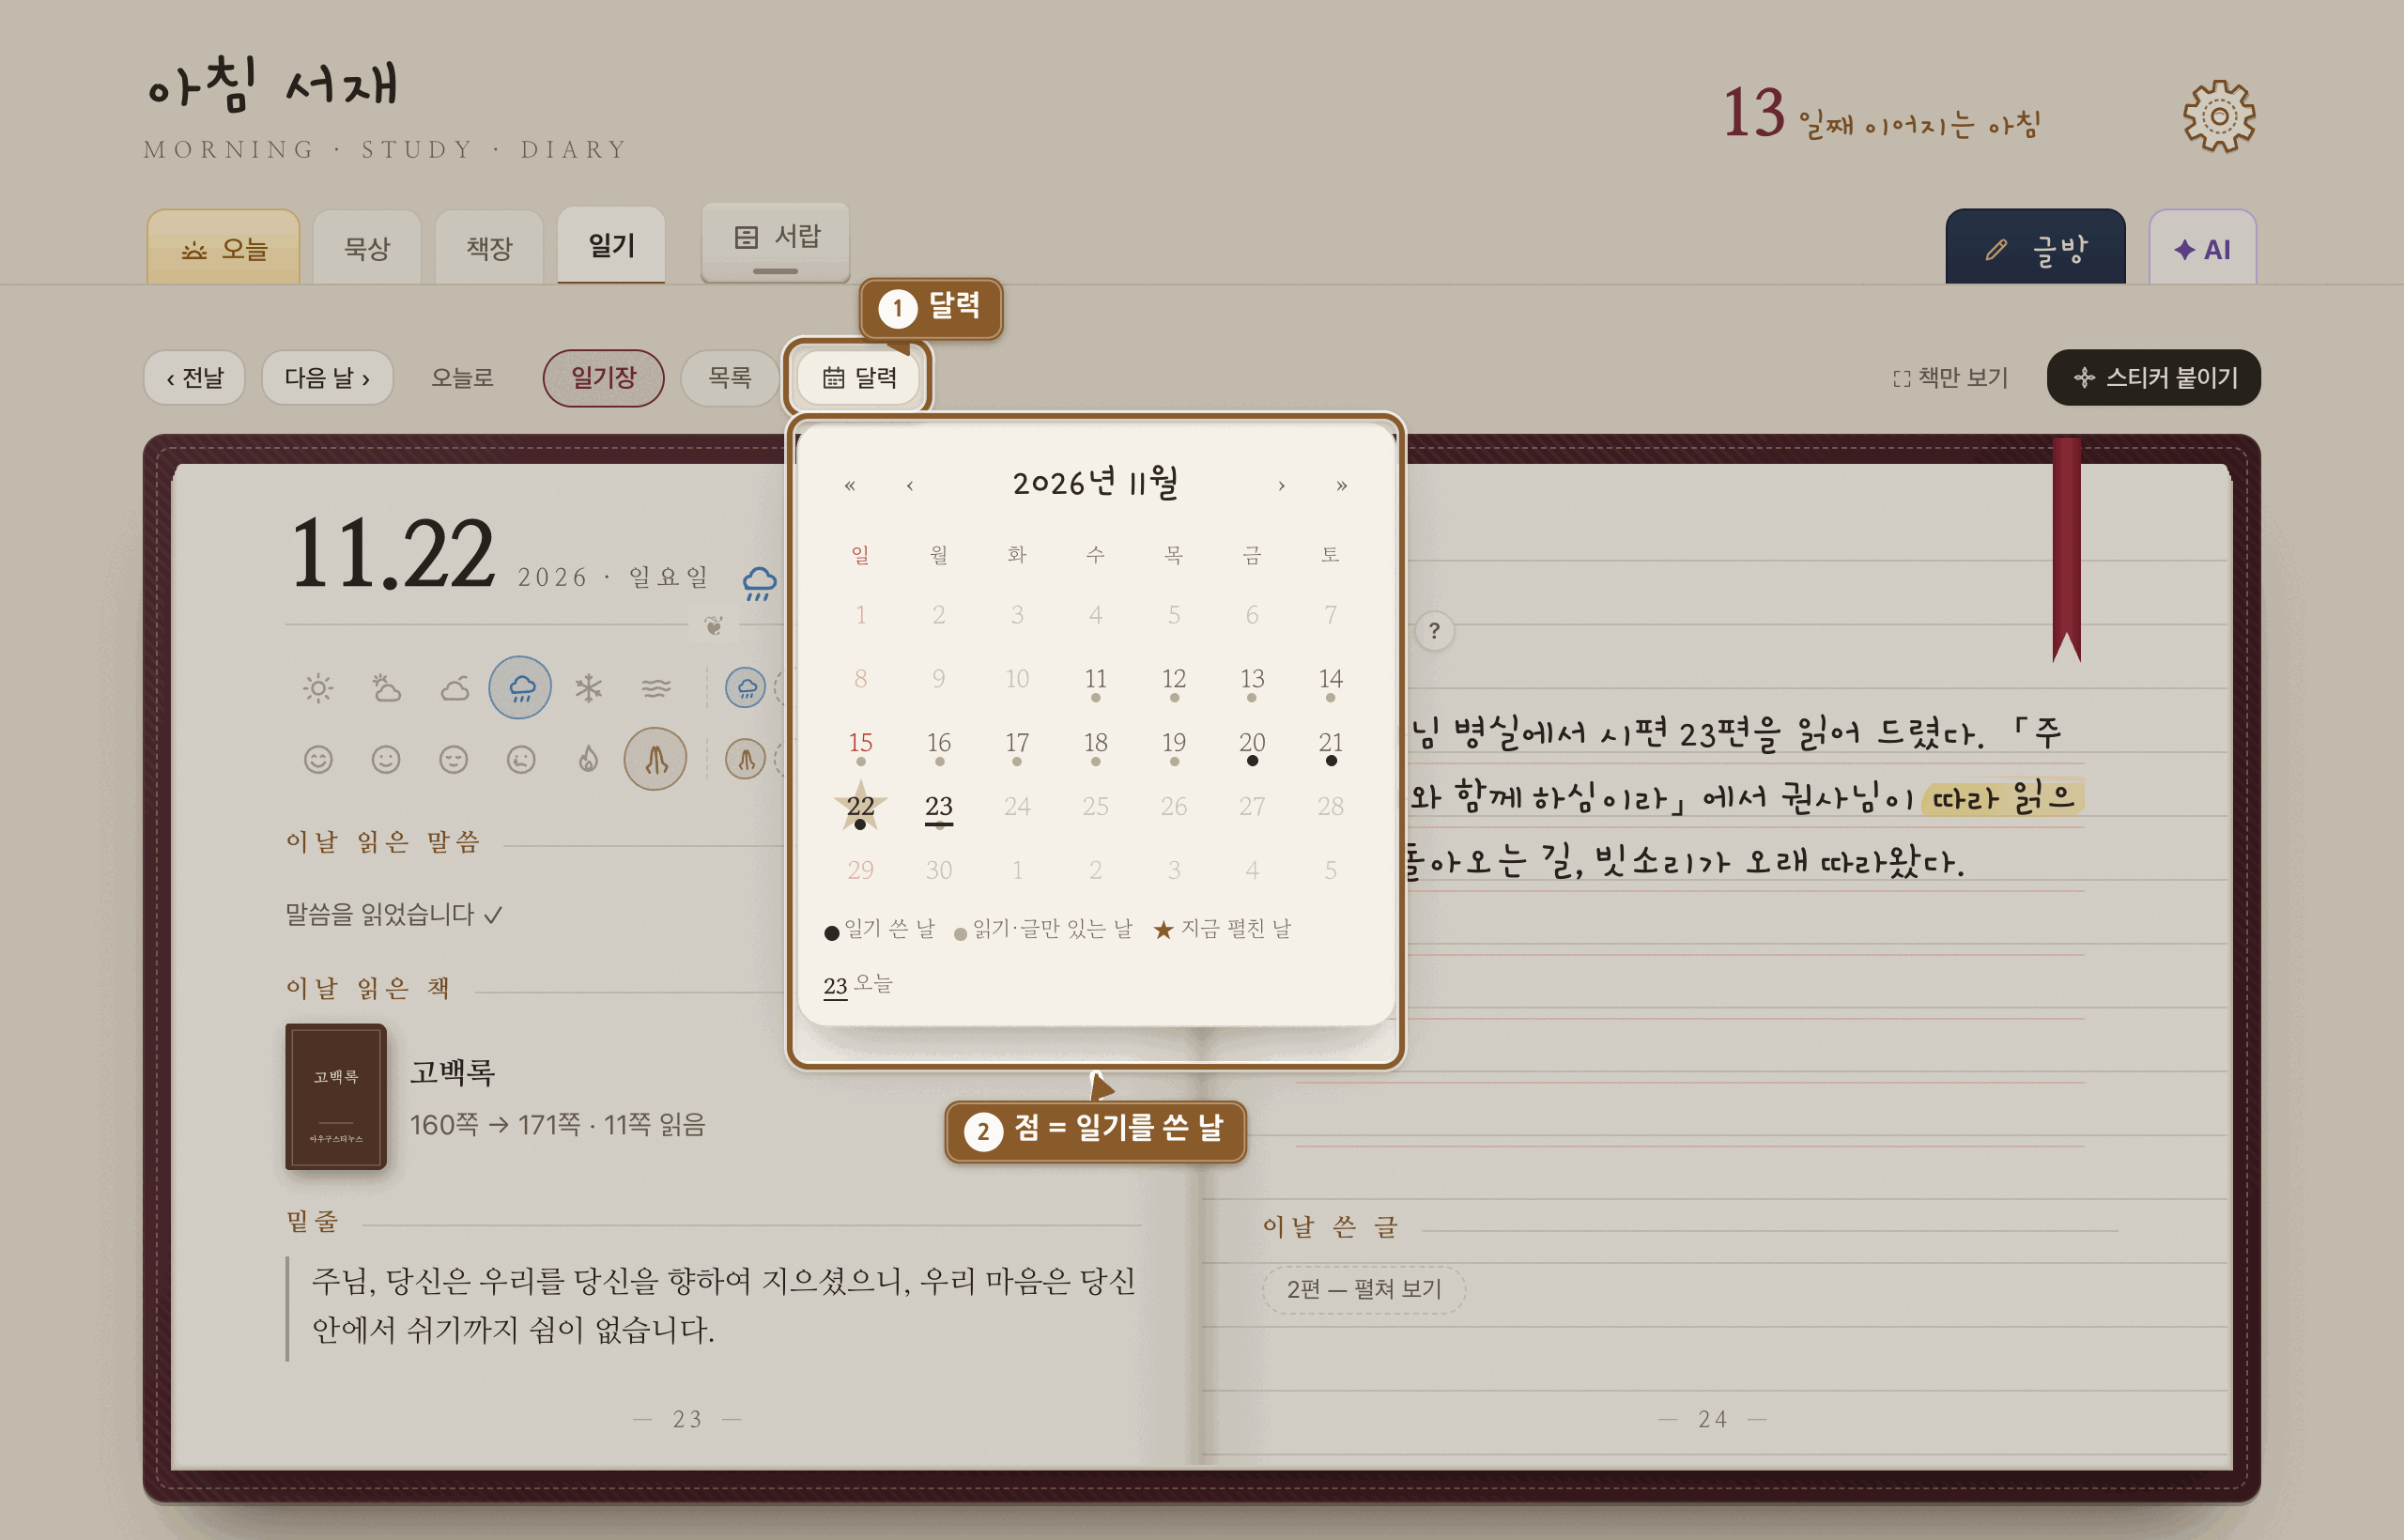 아침 서재
MORNING · STUDY · DIARY
13 일째 이어지는 아침
오늘
묵상
책장
일기
서랍
글방
AI
1 달력
‹ 전날
다음 날 ›
오늘로
일기장
목록
달력
책만 보기
스티커 붙이기
11.22 2026 · 일요일
« ‹ 2026년 11월 › »
일 월 화 수 목 금 토
1 2 3 4 5 6 7
8 9 10 11 12 13 14
15 16 17 18 19 20 21
22 23 24 25 26 27 28
29 30 1 2 3 4 5
일기 쓴 날 읽기·글만 있는 날 ★ 지금 펼친 날
23 오늘
2 점 = 일기를 쓴 날
이날 읽은 말씀
말씀을 읽었습니다 ✓
이날 읽은 책
고백록
아우구스티누스
고백록
160쪽 → 171쪽 · 11쪽 읽음
밑줄
주님, 당신은 우리를 당신을 향하여 지으셨으니, 우리 마음은 당신
안에서 쉬기까지 쉼이 없습니다.
— 23 —
?
님 병실에서 시편 23편을 읽어 드렸다. 「주
와 함께 하심이라」에서 권사님이 따라 읽으
돌아오는 길, 빗소리가 오래 따라왔다.
이날 쓴 글
2편 — 펼쳐 보기
— 24 —